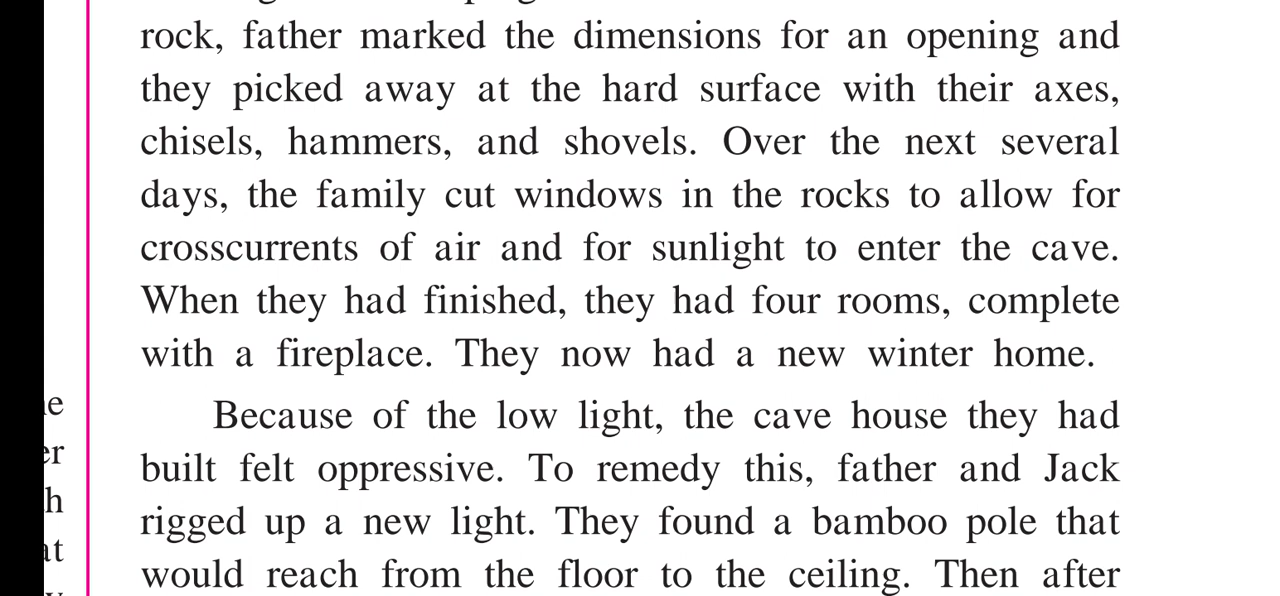 rock, father marked the dimensions for an opening and
they picked away at the hard surface with their axes,
chisels, hammers, and shovels. Over the next several
days, the family cut windows in the rocks to allow for
crosscurrents of air and for sunlight to enter the cave.
When they had finished, they had four rooms, complete
with a fireplace. They now had a new winter home.
Because of the low light, the cave house they had
built felt oppressive. To remedy this, father and Jack
rigged up a new light. They found a bamboo pole that
would reach from the floor to the ceiling. Then after